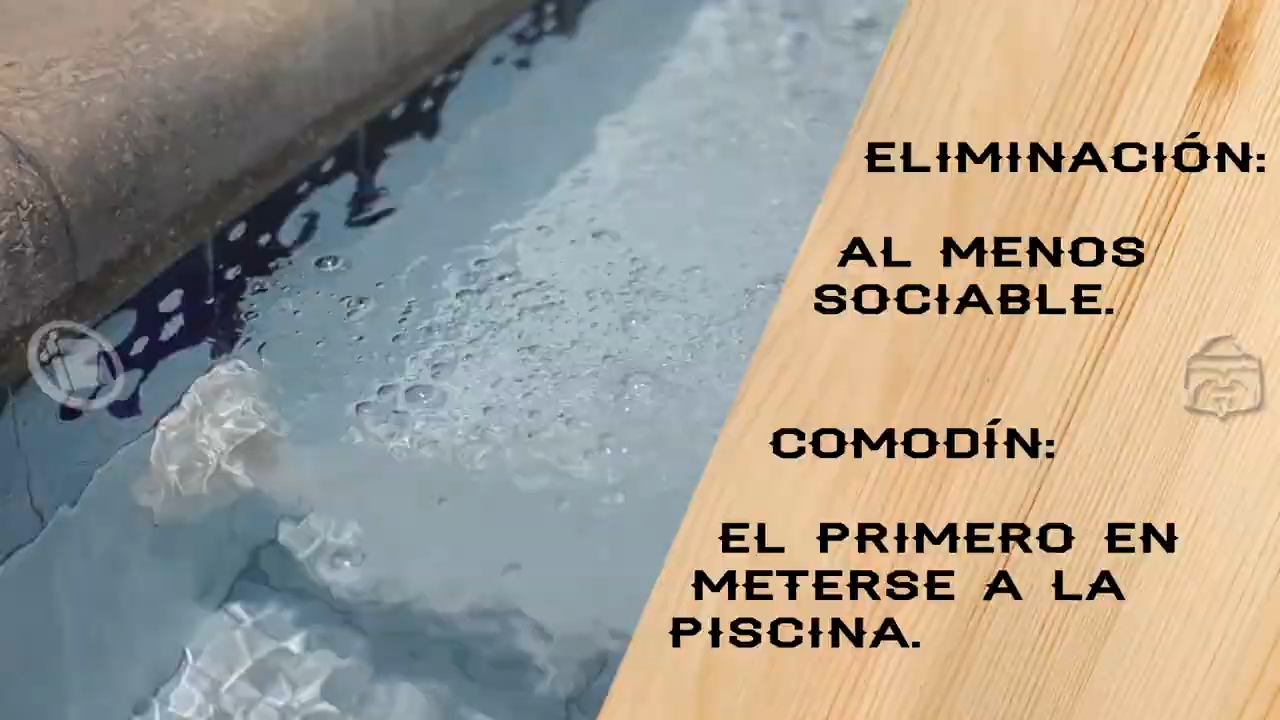 ELIMINACIÓN:
AL MENOS
SOCIABLE.
COMODÍN:
EL PRIMERO EN
METERSE A LA
PISCINA.